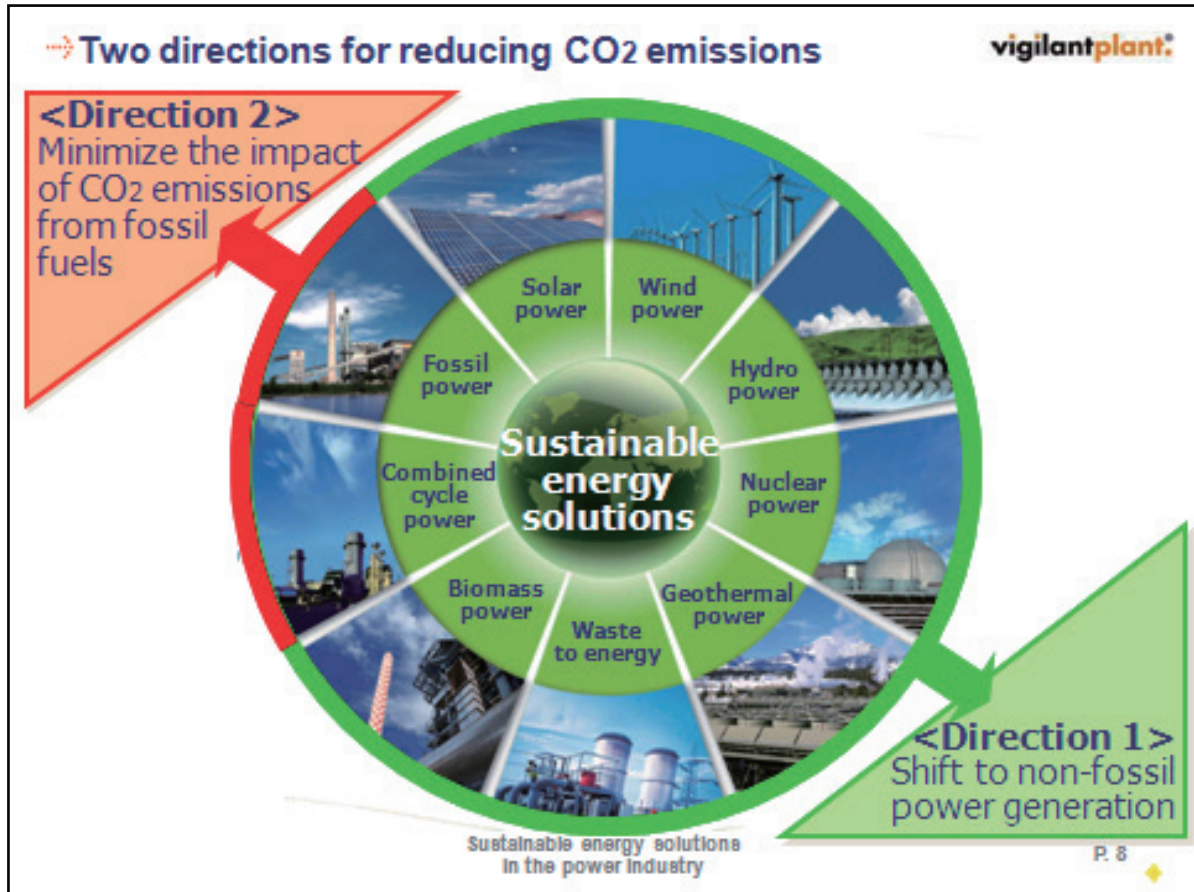 Two directions for reducing CO2 emissions
vigilantplant.
<Direction 2>
Minimize the impact
of CO2 emissions
from fossil
fuels
Solar
power
Wind
power
Fossil
power
Hydro
power
Sustainable
energy
solutions
Combined
cycle
power
Nuclear
power
Biomass
power
Geothermal
power
Waste
to energy
<Direction 1>
Shift to non-fossil
power generation
Sustainable energy solutions
in the power industry
P. 8